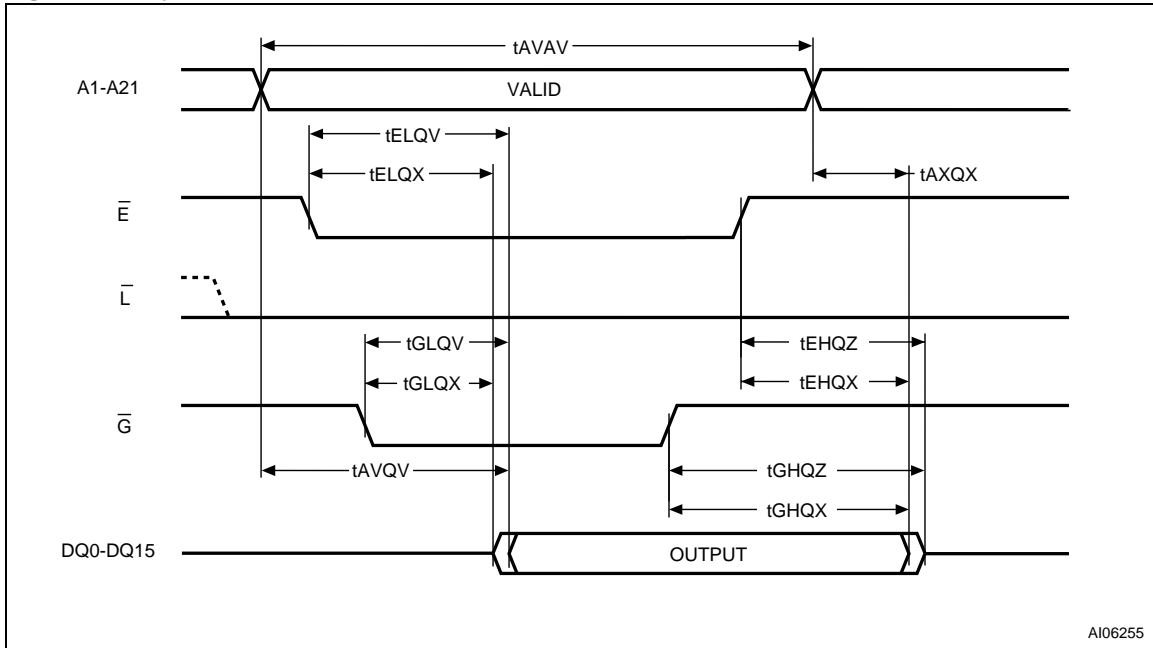 tAVAV
A1-A21
VALID
tELQV
tELQX
tAXQX
E̅
L̅
tGLQV
tEHQZ
tGLQX
tEHQX
G̅
tAVQV
tGHQZ
tGHQX
DQ0-DQ15
OUTPUT
AI06255